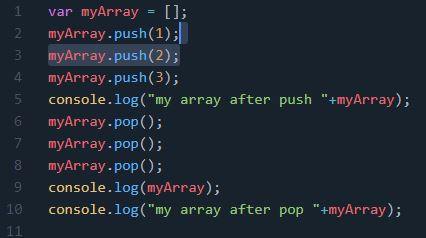 1 var myArray = [];
2 myArray.push(1);
3 myArray.push(2);
4 myArray.push(3);
5 console.log("my array after push "+myArray);
6 myArray.pop();
7 myArray.pop();
8 myArray.pop();
9 console.log(myArray);
10 console.log("my array after pop "+myArray);
11